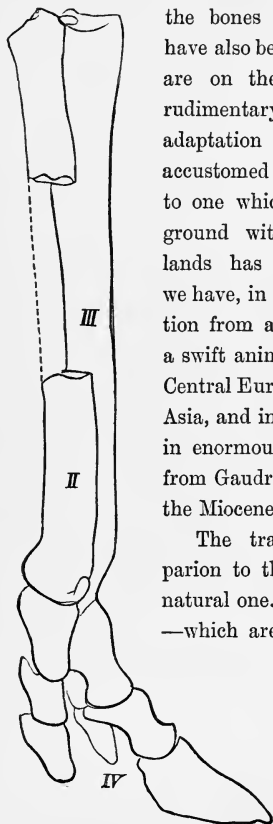 the bones
have also be
are on the
rudimentary
adaptation
accustomed
to one whic
ground wit
lands has
we have, in
tion from a
a swift anin
Central Eur
Asia, and in
in enormou
from Gaudr
the Miocene
The tra
parion to th
natural one.
—which are
III
II
IV